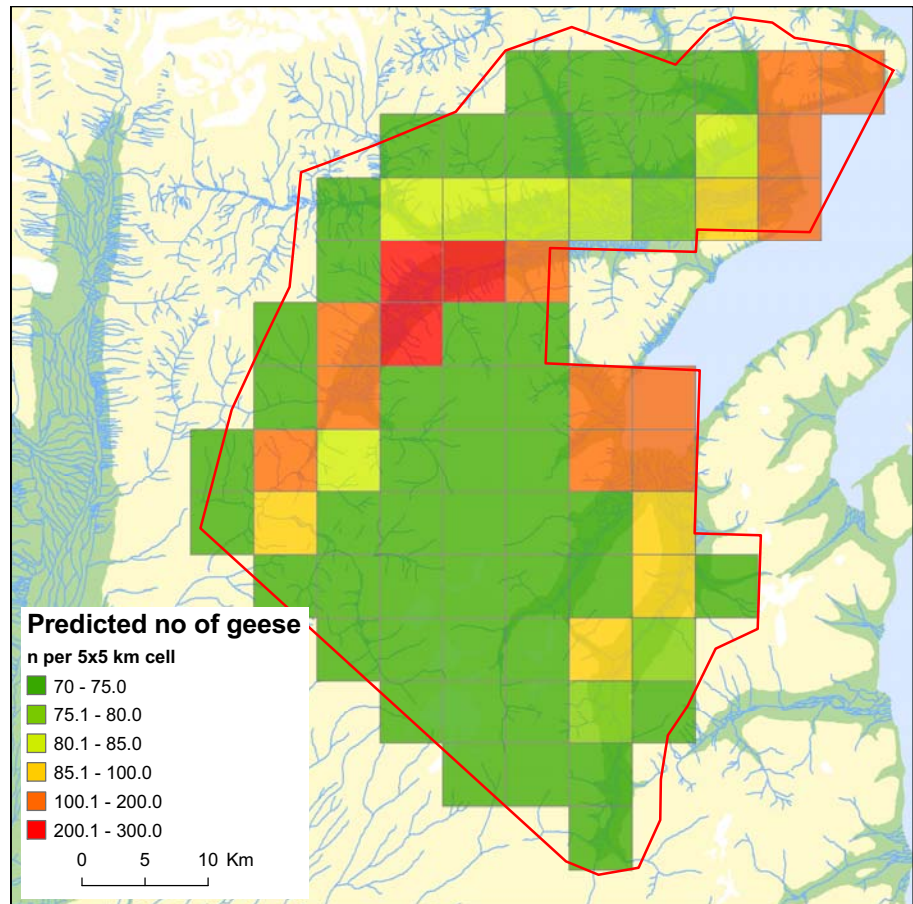 Predicted no of geese
n per 5x5 km cell
70 - 75.0
75.1 - 80.0
80.1 - 85.0
85.1 - 100.0
100.1 - 200.0
200.1 - 300.0
0 5 10 Km